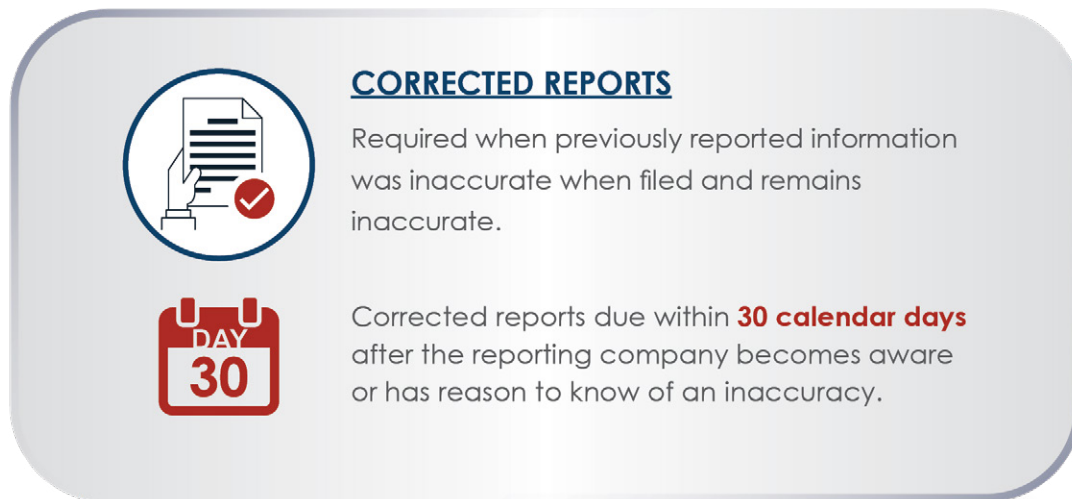 CORRECTED REPORTS
Required when previously reported information
was inaccurate when filed and remains
inaccurate.
DAY
30
Corrected reports due within 30 calendar days
after the reporting company becomes aware
or has reason to know of an inaccuracy.